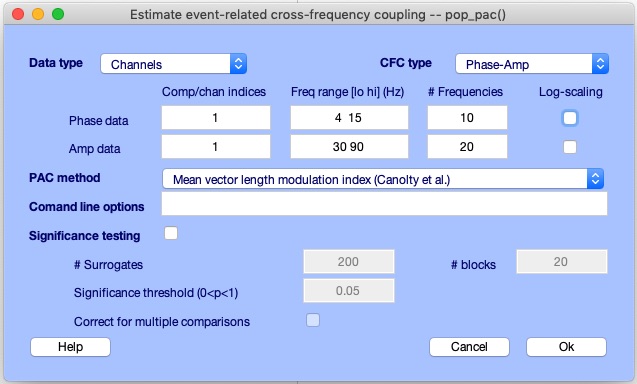 Estimate event-related cross-frequency coupling -- pop_pac()
Data type Channels CFC type Phase-Amp
Comp/chan indices Freq range [lo hi] (Hz) # Frequencies Log-scaling
Phase data 1 4 15 10
Amp data 1 30 90 20
PAC method Mean vector length modulation index (Canolty et al.)
Comand line options
Significance testing
# Surrogates 200 # blocks 20
Significance threshold (0<p<1) 0.05
Correct for multiple comparisons
Help Cancel Ok